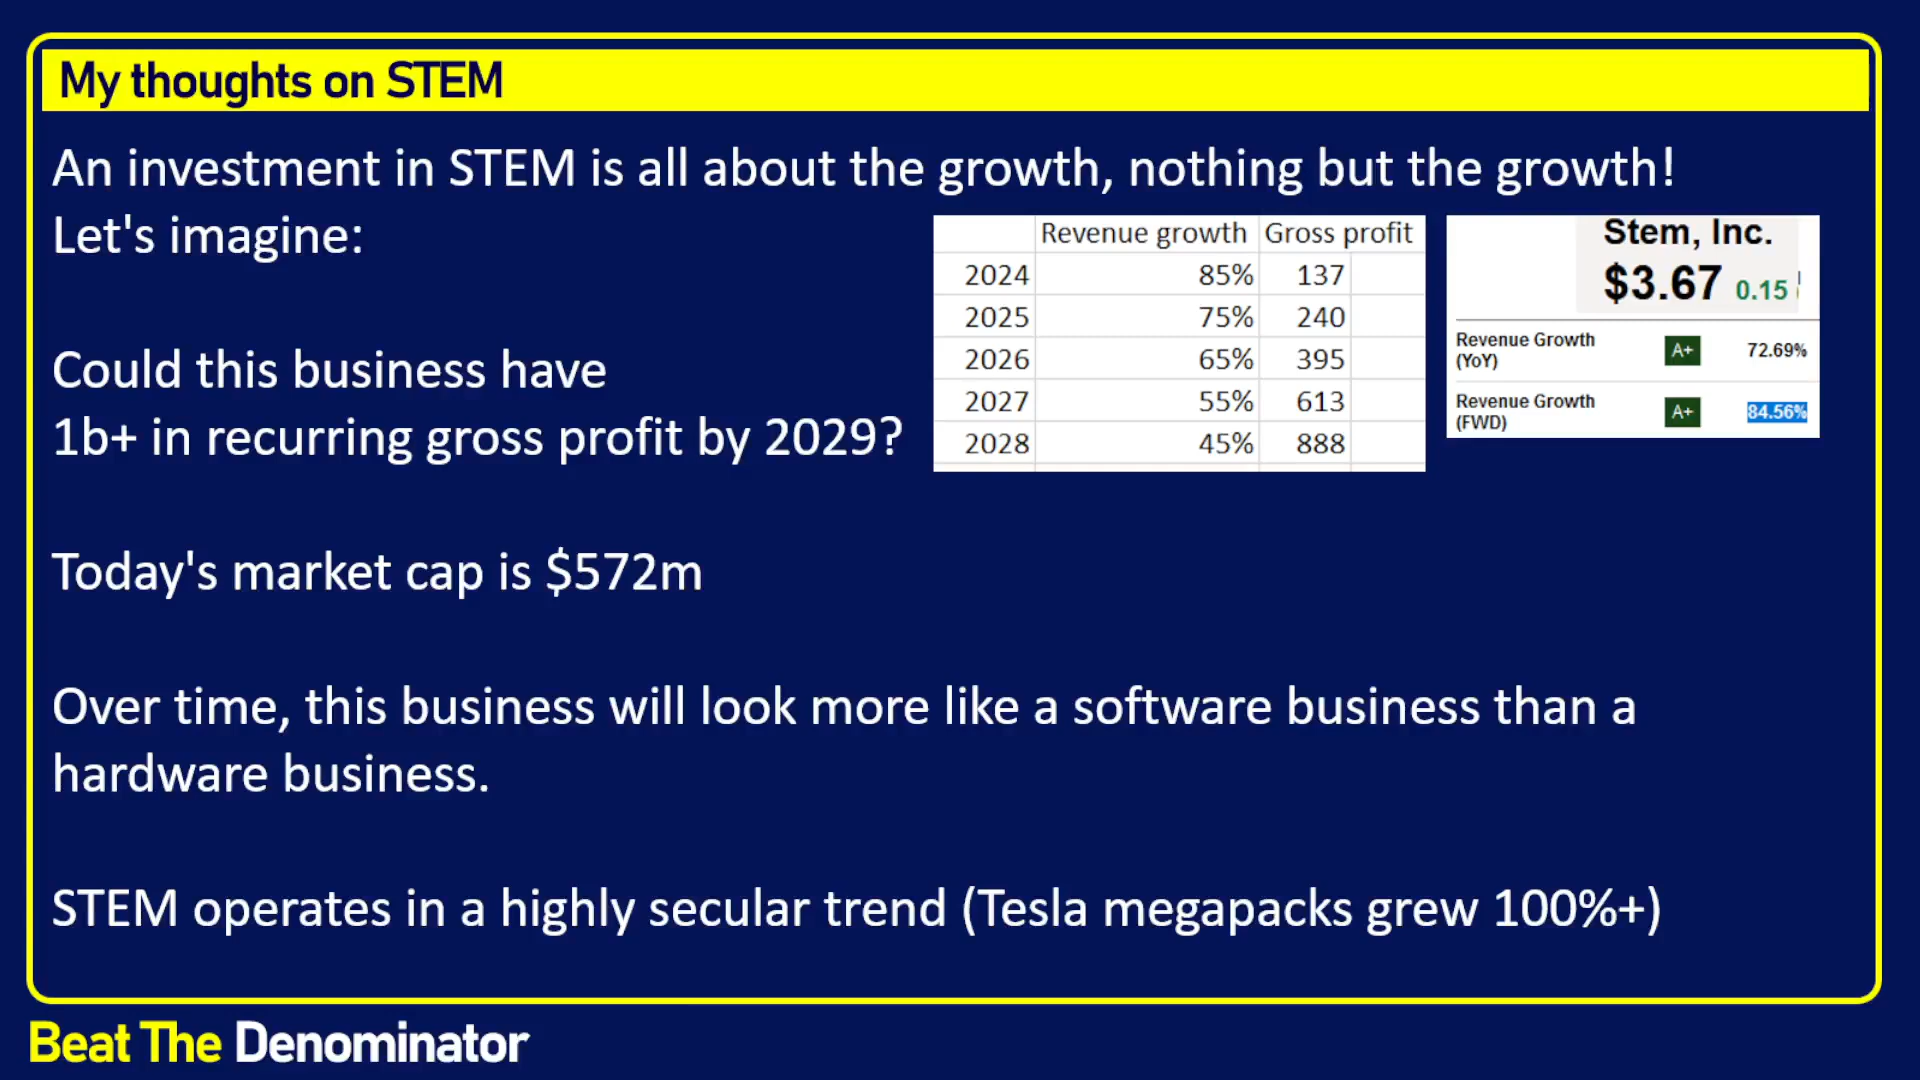 My thoughts on STEM
An investment in STEM is all about the growth, nothing but the growth!
Let's imagine:
Could this business have
1b+ in recurring gross profit by 2029?
Revenue growth Gross profit
2024 85% 137
2025 75% 240
2026 65% 395
2027 55% 613
2028 45% 888
Stem, Inc.
$3.67 0.15
Revenue Growth
(YoY) A+ 72.69%
Revenue Growth
(FWD) A+ 84.56%
Today's market cap is $572m
Over time, this business will look more like a software business than a
hardware business.
STEM operates in a highly secular trend (Tesla megapacks grew 100%+)
Beat The Denominator